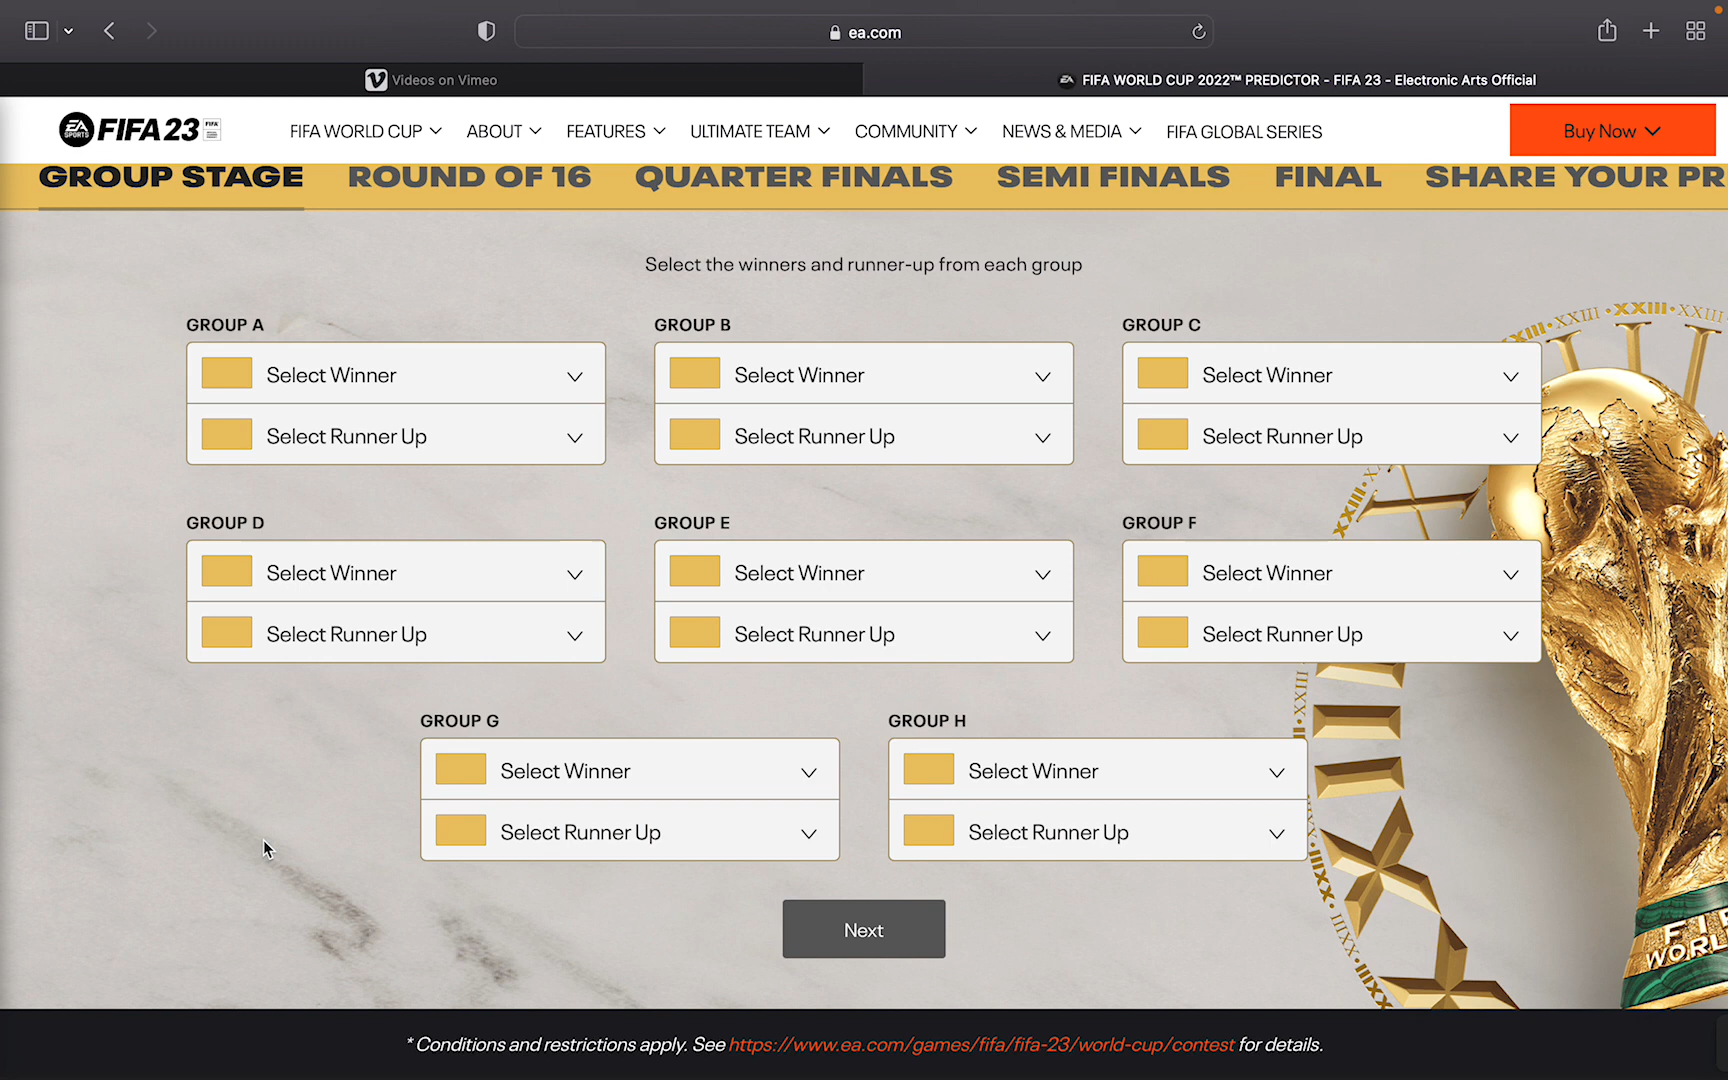 ea.com
Videos on Vimeo
FIFA WORLD CUP 2022™ PREDICTOR - FIFA 23 - Electronic Arts Official
EA SPORTS FIFA 23
FIFA WORLD CUP ABOUT FEATURES ULTIMATE TEAM COMMUNITY NEWS & MEDIA FIFA GLOBAL SERIES
Buy Now
GROUP STAGE ROUND OF 16 QUARTER FINALS SEMI FINALS FINAL SHARE YOUR PR
Select the winners and runner-up from each group
GROUP A GROUP B GROUP C
Select Winner Select Winner Select Winner
Select Runner Up Select Runner Up Select Runner Up
GROUP D GROUP E GROUP F
Select Winner Select Winner Select Winner
Select Runner Up Select Runner Up Select Runner Up
GROUP G GROUP H
Select Winner Select Winner
Select Runner Up Select Runner Up
Next
FI
WORL
* Conditions and restrictions apply. See https://www.ea.com/games/fifa/fifa-23/world-cup/contest for details.